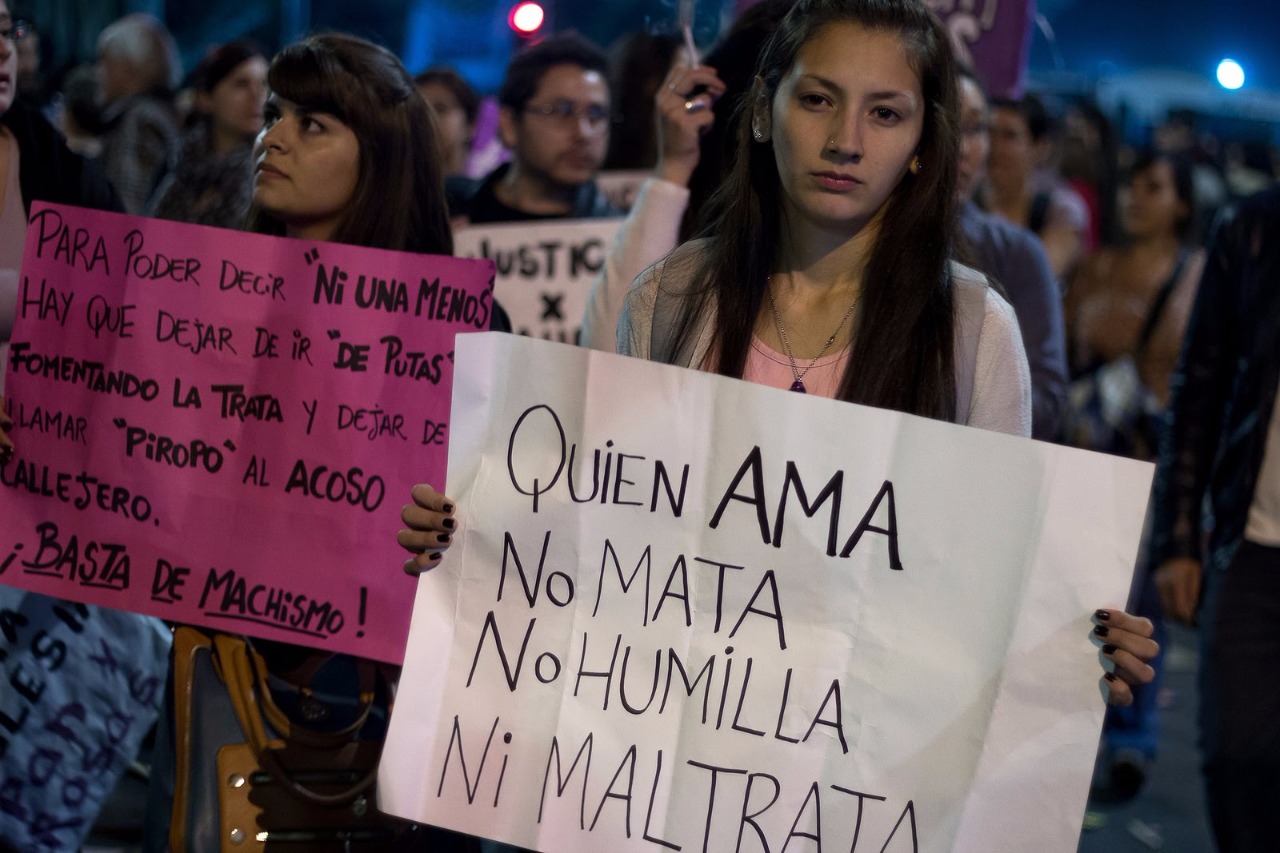 PARA PODER DECIR "NI UNA MENOS"
HAY QUE DEJAR DE IR "DE PUTAS"
FOMENTANDO LA TRATA Y DEJAR DE
LLAMAR "PIROPO" AL ACOSO
CALLEJERO.
¡BASTA DE MACHISMO!
JUSTIC
X
QUIEN AMA
NO MATA
NO HUMILLA
NI MALTRATA